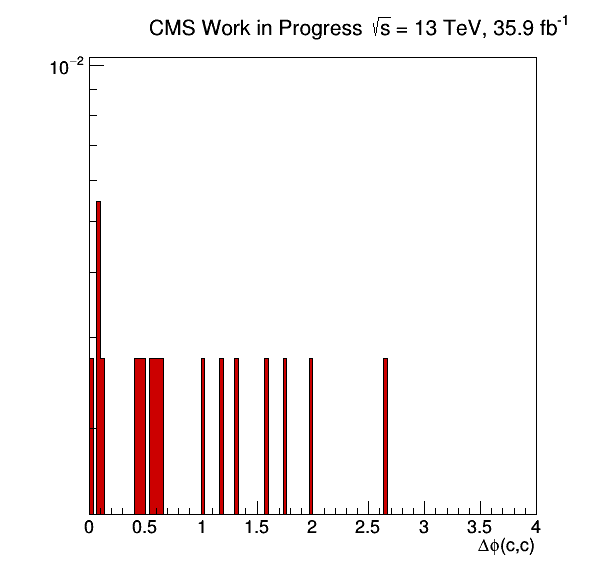 CMS Work in Progress √s = 13 TeV, 35.9 fb⁻¹
10⁻²
0 0.5 1 1.5 2 2.5 3 3.5 4
Δϕ(c,c)